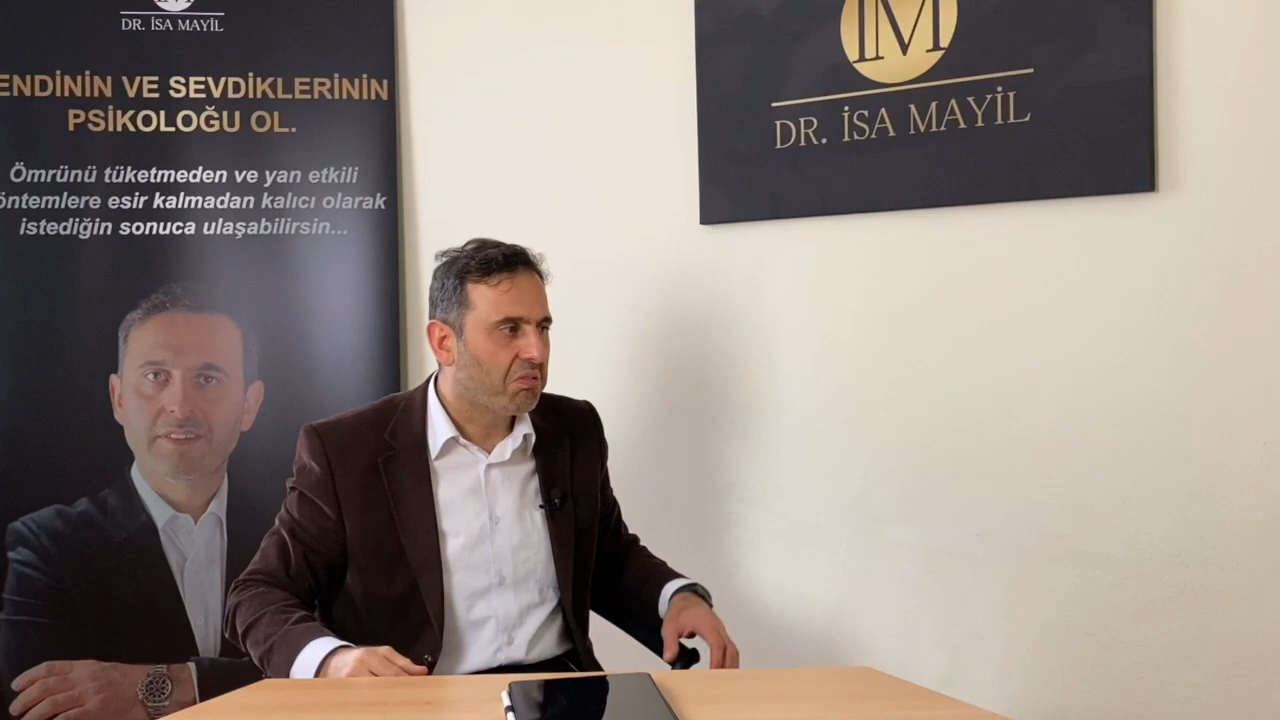 DR. İSA MAYİL
ENDİNİN VE SEVDİKLERİNİN
PSİKOLOĞU OL.
Ömrünü tüketmeden ve yan etkili
öntemlere esir kalmadan kalıcı olarak
istediğin sonuca ulaşabilirsin...
IM
DR. İSA MAYİL